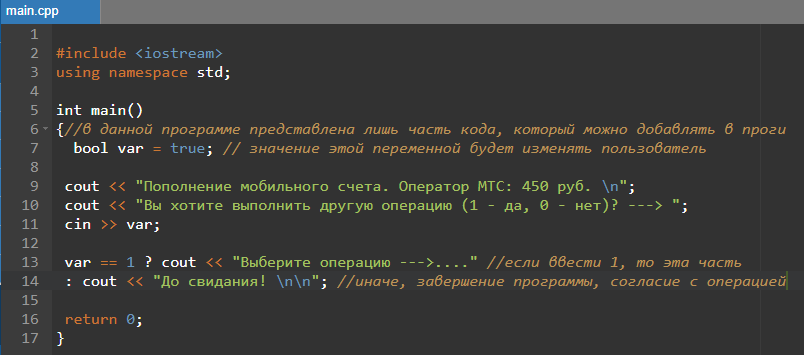 main.cpp
1
2 #include <iostream>
3 using namespace std;
4
5 int main()
6 {//в данной программе представлена лишь часть кода, который можно добавлять в проги
7 bool var = true; // значение этой переменной будет изменять пользователь
8
9 cout << "Пополнение мобильного счета. Оператор МТС: 450 руб. \n";
10 cout << "Вы хотите выполнить другую операцию (1 - да, 0 - нет)? ---> ";
11 cin >> var;
12
13 var == 1 ? cout << "Выберите операцию --->...." //если ввести 1, то эта часть
14 : cout << "До свидания! \n\n"; //иначе, завершение программы, согласие с операцией
15
16 return 0;
17 }